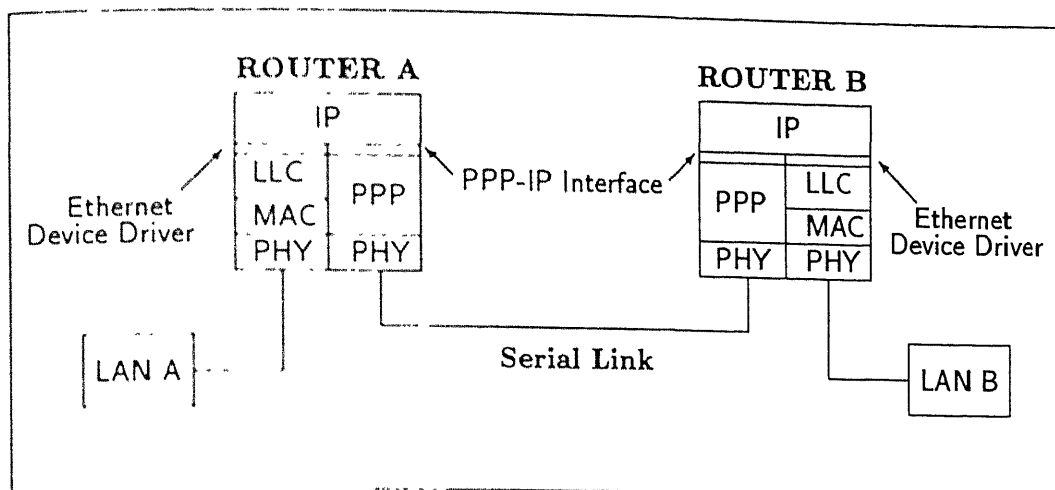 ROUTER A
ROUTER B
IP
IP
LLC
PPP
MAC
PHY
PHY
PPP-IP Interface
PPP
LLC
MAC
PHY
PHY
Ethernet
Device Driver
Ethernet
Device Driver
Serial Link
LAN A
LAN B